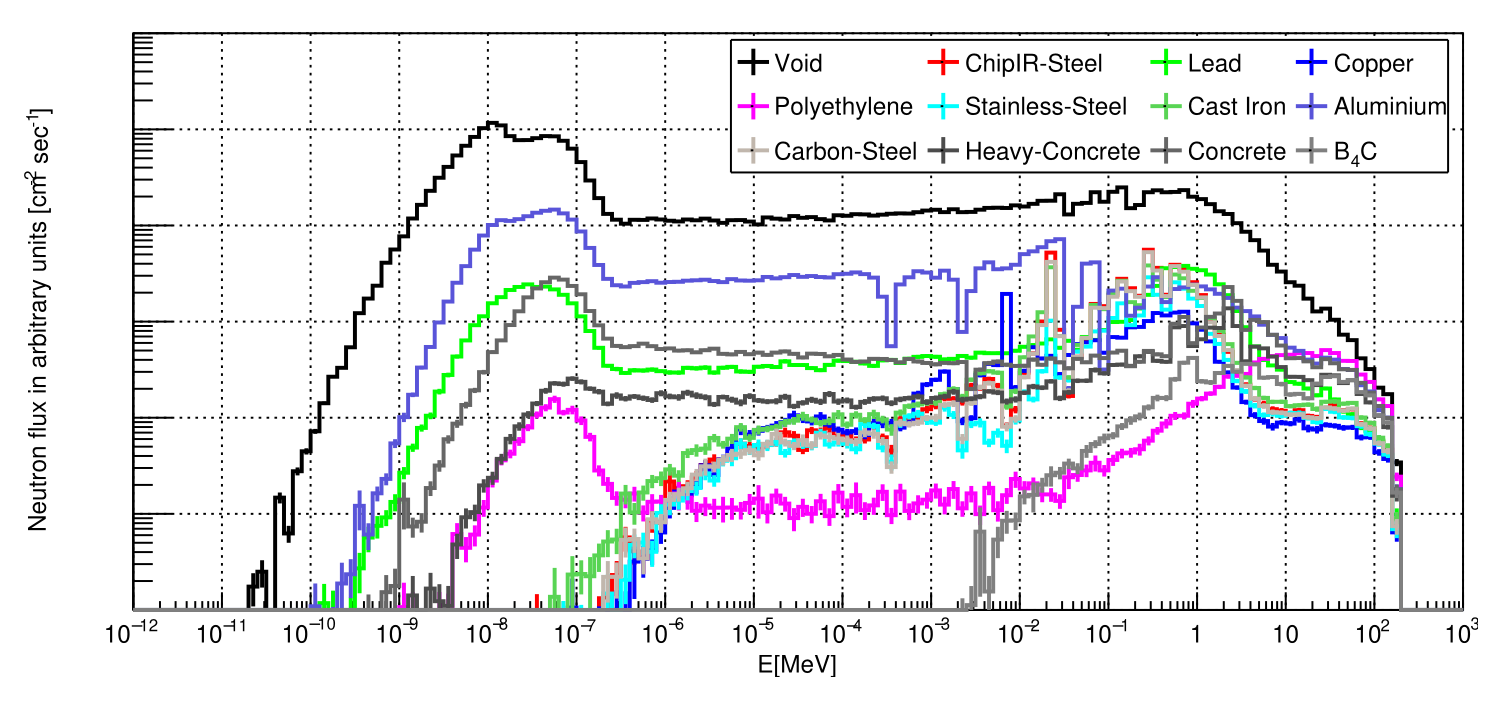 Void ChipIR-Steel Lead Copper
Polyethylene Stainless-Steel Cast Iron Aluminium
Carbon-Steel Heavy-Concrete Concrete B₄C
Neutron flux in arbitrary units [cm² sec⁻¹]
10⁻¹² 10⁻¹¹ 10⁻¹⁰ 10⁻⁹ 10⁻⁸ 10⁻⁷ 10⁻⁶ 10⁻⁵ 10⁻⁴ 10⁻³ 10⁻² 10⁻¹ 1 10 10² 10³
E[MeV]